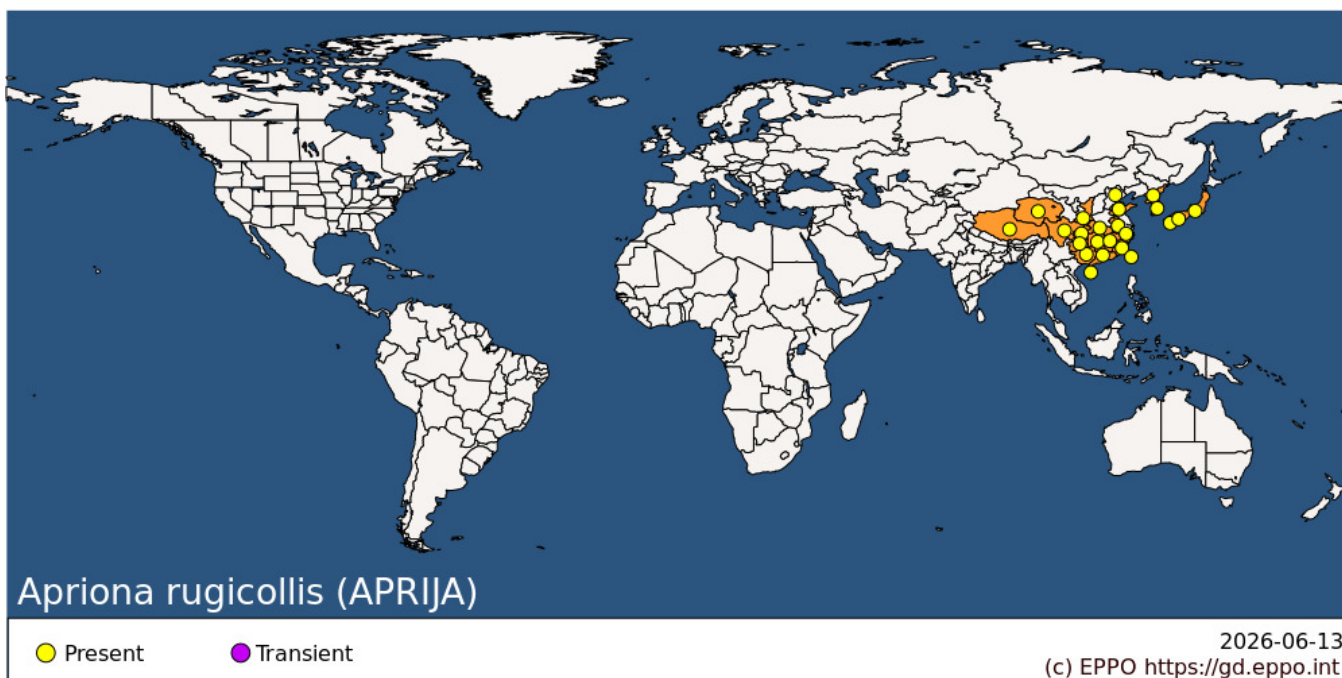 Apriona rugicollis (APRIJA)
Present
Transient
2026-06-13
(c) EPPO https://gd.eppo.int